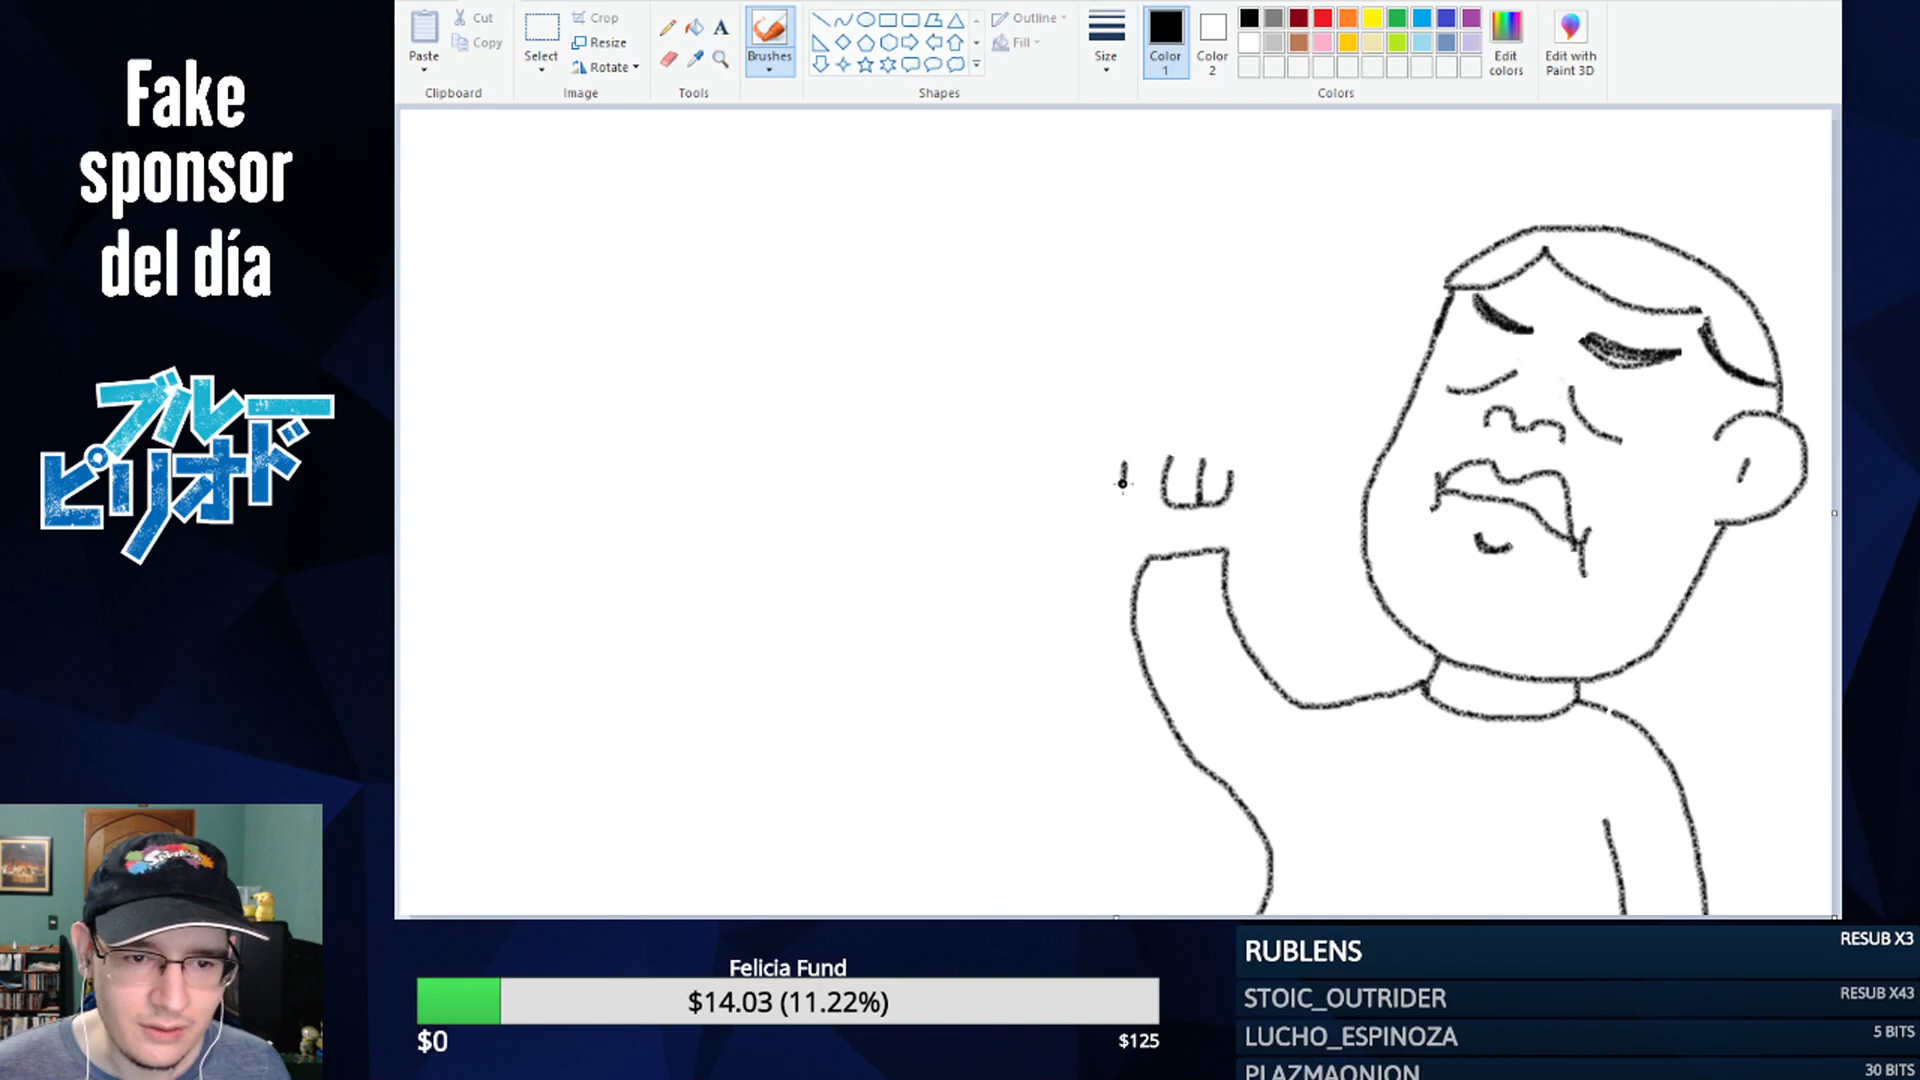 Fake
sponsor
del día
ブルー
ピリオド
Paste
Cut
Copy
Clipboard
Select
Crop
Resize
Rotate
Image
A
Tools
Brushes
Shapes
Outline
Fill
Size
Color
1
Color
2
Edit
colors
Edit with
Paint 3D
Colors
Felicia Fund
$14.03 (11.22%)
$0
$125
RUBLENS
RESUB X3
STOIC_OUTRIDER
RESUB X43
LUCHO_ESPINOZA
5 BITS
PLAZMAONION
30 BITS